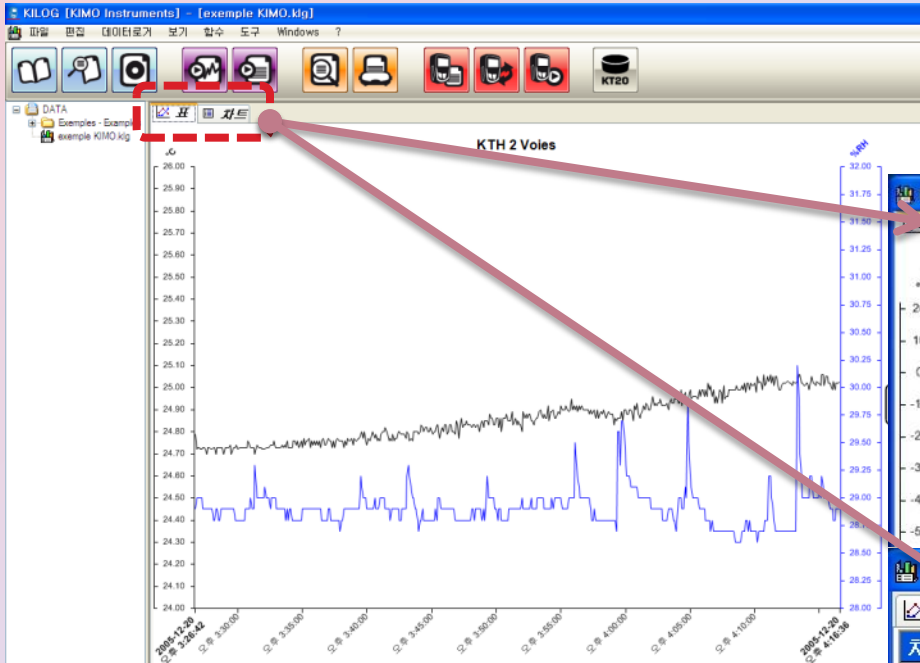 KILOG [KIMO Instruments] - [exemple KIMO.klg]
파일 편집 데이터로거 보기 함수 도구 Windows ?
KT20
DATA
Exemples - Exampl
exemple KIMO.klg
표 차트
KTH 2 Voies
°C
%RH
26.00
25.90
25.80
25.70
25.60
25.50
25.40
25.30
25.20
25.10
25.00
24.90
24.80
24.70
24.60
24.50
24.40
24.30
24.20
24.10
24.00
32.00
31.75
31.50
31.25
31.00
30.75
30.50
30.25
30.00
29.75
29.50
29.25
29.00
28.50
28.25
28.00
2005-12-20
오후 3:26:42
오후 3:30:00
오후 3:35:00
오후 3:40:00
오후 3:45:00
오후 3:50:00
오후 3:55:00
오후 4:00:00
오후 4:05:00
오후 4:10:00
2005-12-20
오후 4:16:36